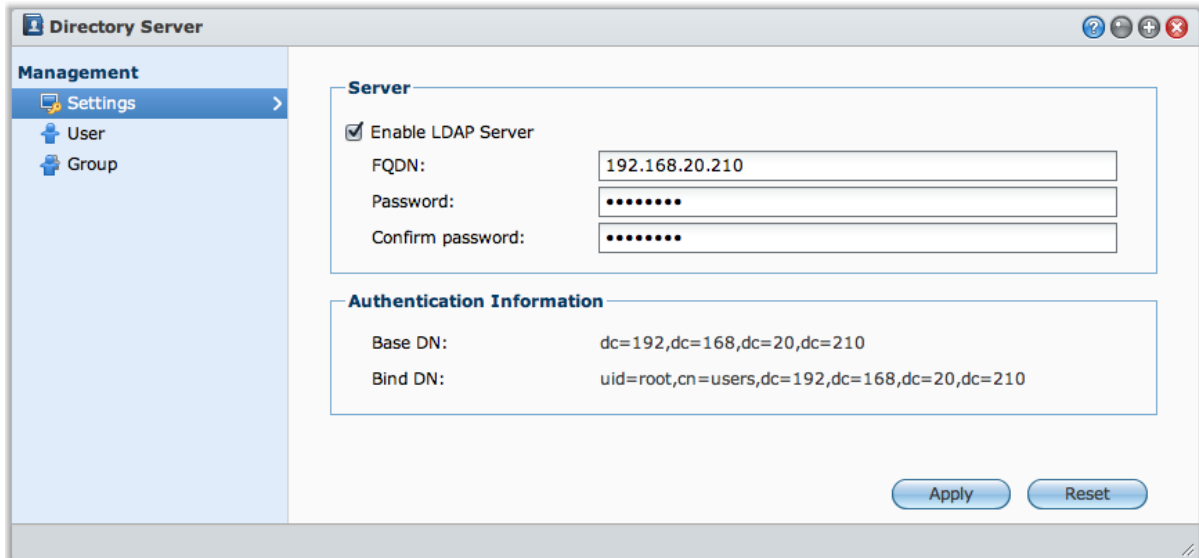 Directory Server
Management
Settings
User
Group
Server
Enable LDAP Server
FQDN: 192.168.20.210
Password: ••••••••
Confirm password: ••••••••
Authentication Information
Base DN: dc=192,dc=168,dc=20,dc=210
Bind DN: uid=root,cn=users,dc=192,dc=168,dc=20,dc=210
Apply Reset